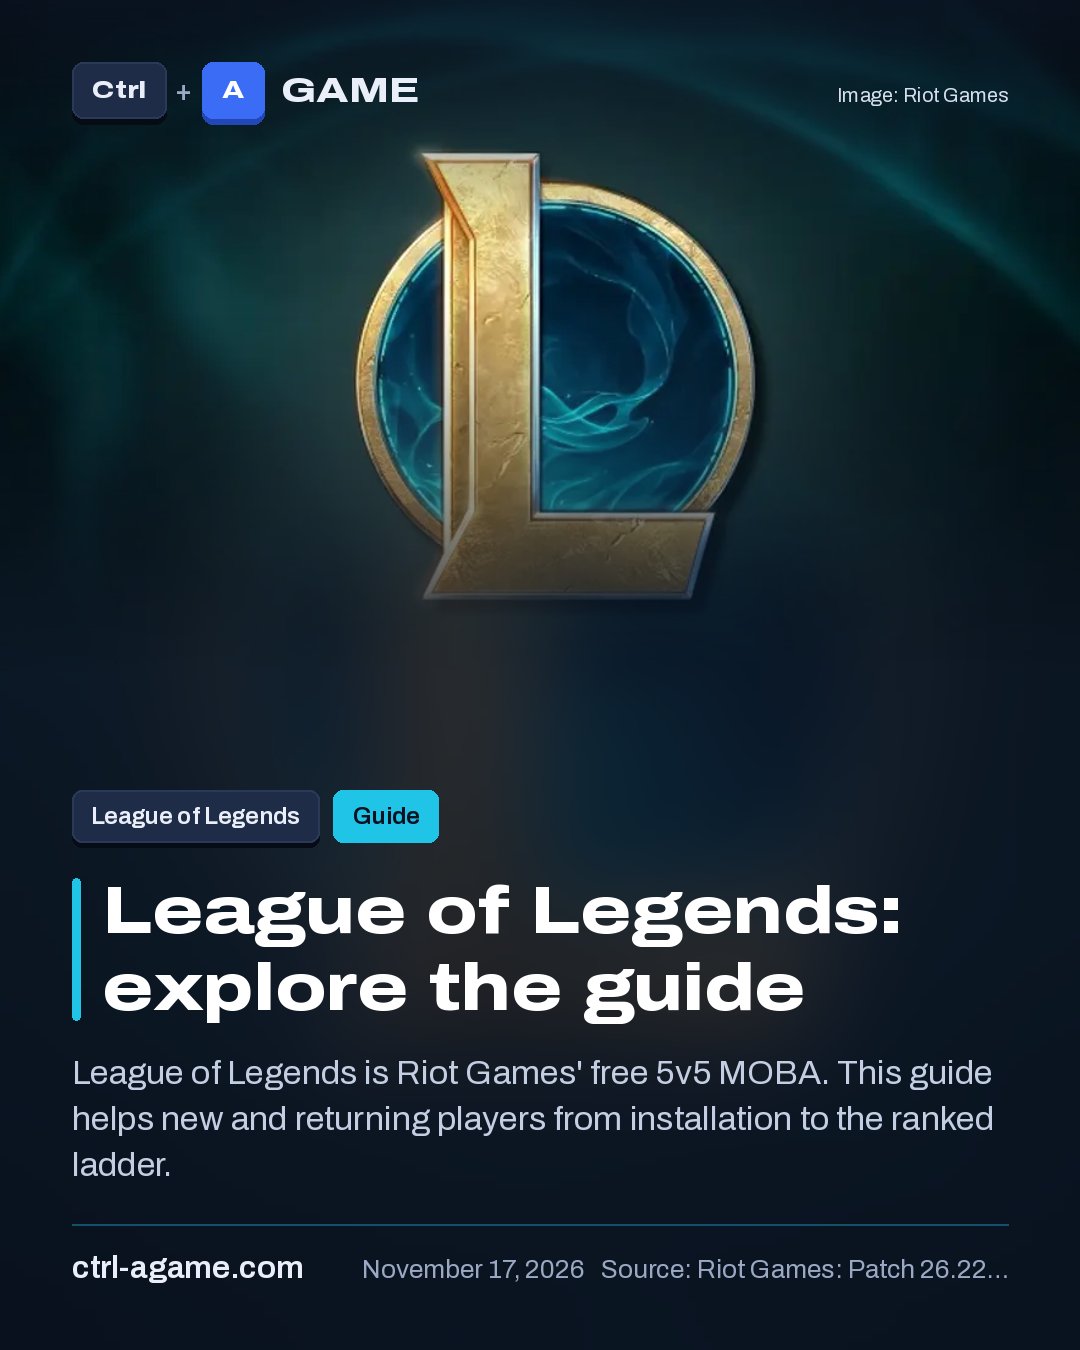 Ctrl + A GAME
Image: Riot Games
League of Legends
Guide
League of Legends:
explore the guide
League of Legends is Riot Games' free 5v5 MOBA. This guide
helps new and returning players from installation to the ranked
ladder.
ctrl-agame.com
November 17, 2026 Source: Riot Games: Patch 26.22...